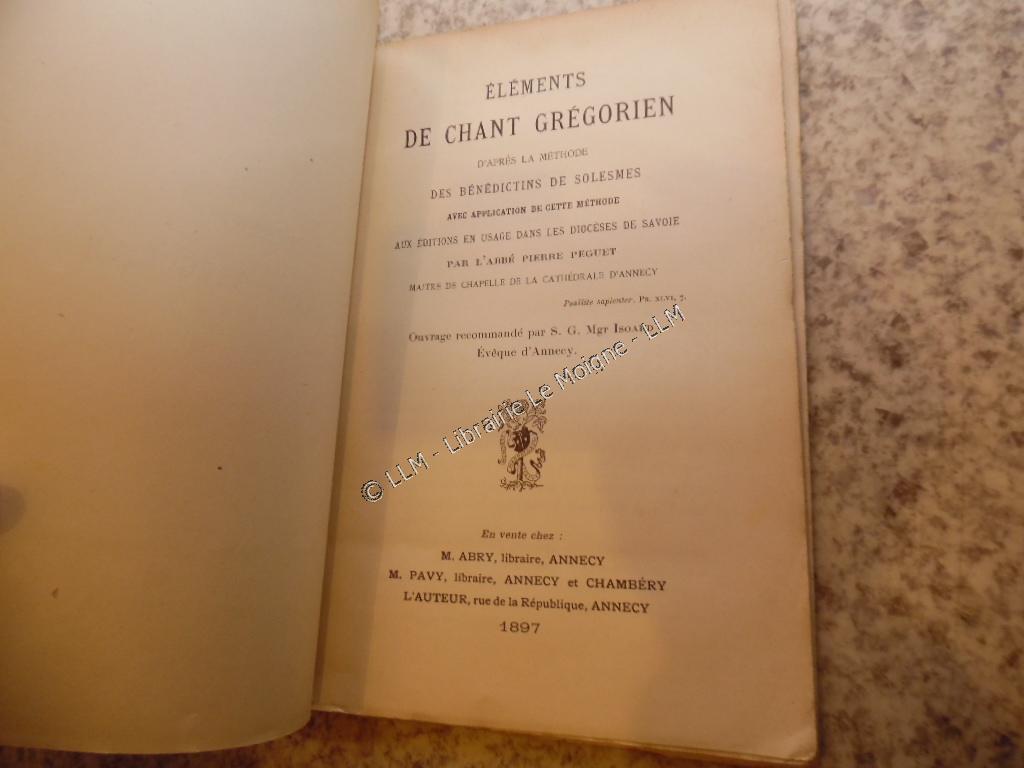 ÉLÉMENTS
DE CHANT GRÉGORIEN
D'APRÈS LA MÉTHODE
DES BÉNÉDICTINS DE SOLESMES
AVEC APPLICATION DE CETTE MÉTHODE
AUX ÉDITIONS EN USAGE DANS LES DIOCÈSES DE SAVOIE
PAR L'ABBÉ PIERRE PEGUET
MAITRE DE CHAPELLE DE LA CATHÉDRALE D'ANNECY
Psallite sapienter. PS. XLVI, 7.
Ouvrage recommandé par S. G. Mgr ISOARD
Évêque d'Annecy.
© LLM - Librairie Le Moigne - LLM
En vente chez :
M. ABRY, libraire, ANNECY
M. PAVY, libraire, ANNECY et CHAMBÉRY
L'AUTEUR, rue de la République, ANNECY
1897